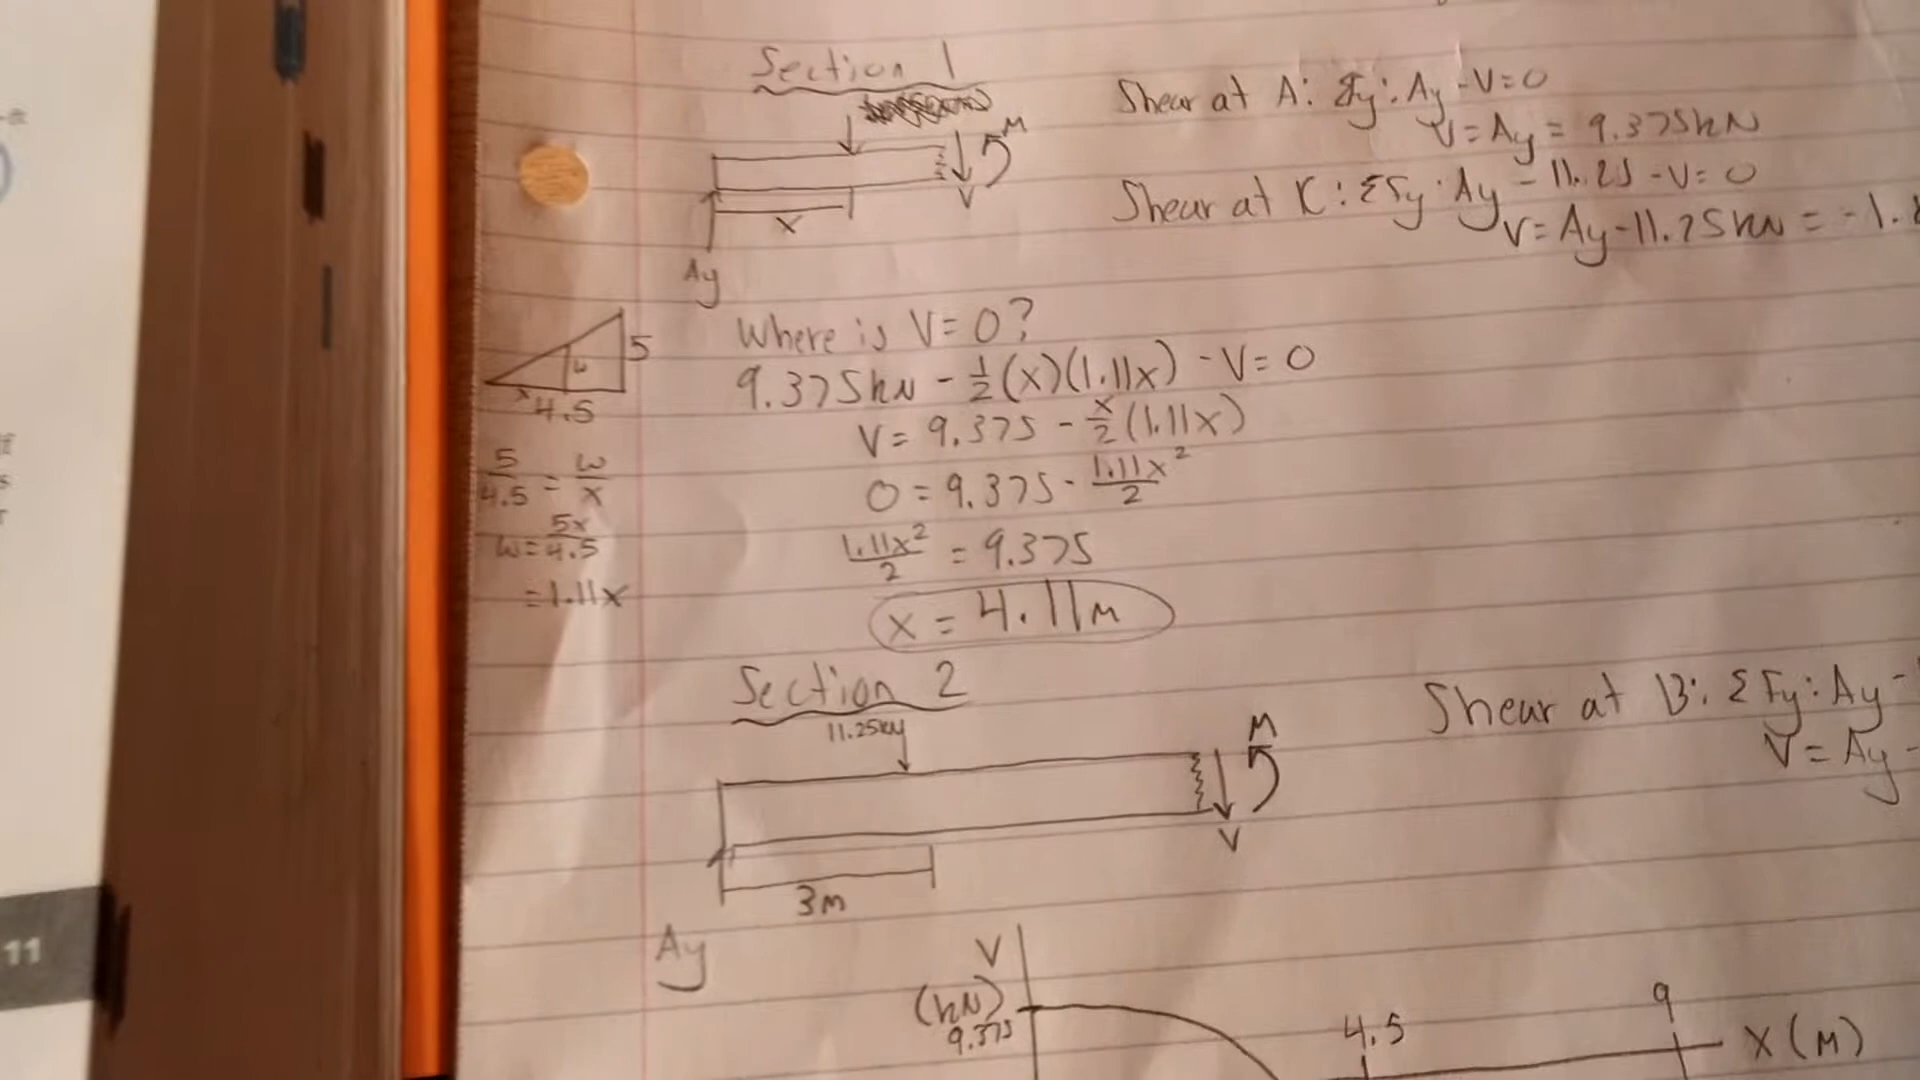 Section 1
M
V
x
Ay
Shear at A: ΣFy: Ay - V = 0
V = Ay = 9.375kN
Shear at C: ΣFy: Ay - 11.25 - V = 0
V = Ay - 11.25kN = -1.
5
w
x
4.5
5/4.5 = w/x
w = 5x/4.5
= 1.11x
Where is V = 0?
9.375kN - 1/2(x)(1.11x) - V = 0
V = 9.375 - x/2(1.11x)
0 = 9.375 - 1.11x²/2
1.11x²/2 = 9.375
x = 4.11m
Section 2
11.25kN
M
V
3m
Ay
Shear at B: ΣFy: Ay -
V = Ay -
V
(kN)
9.375
4.5
9
x (m)
11